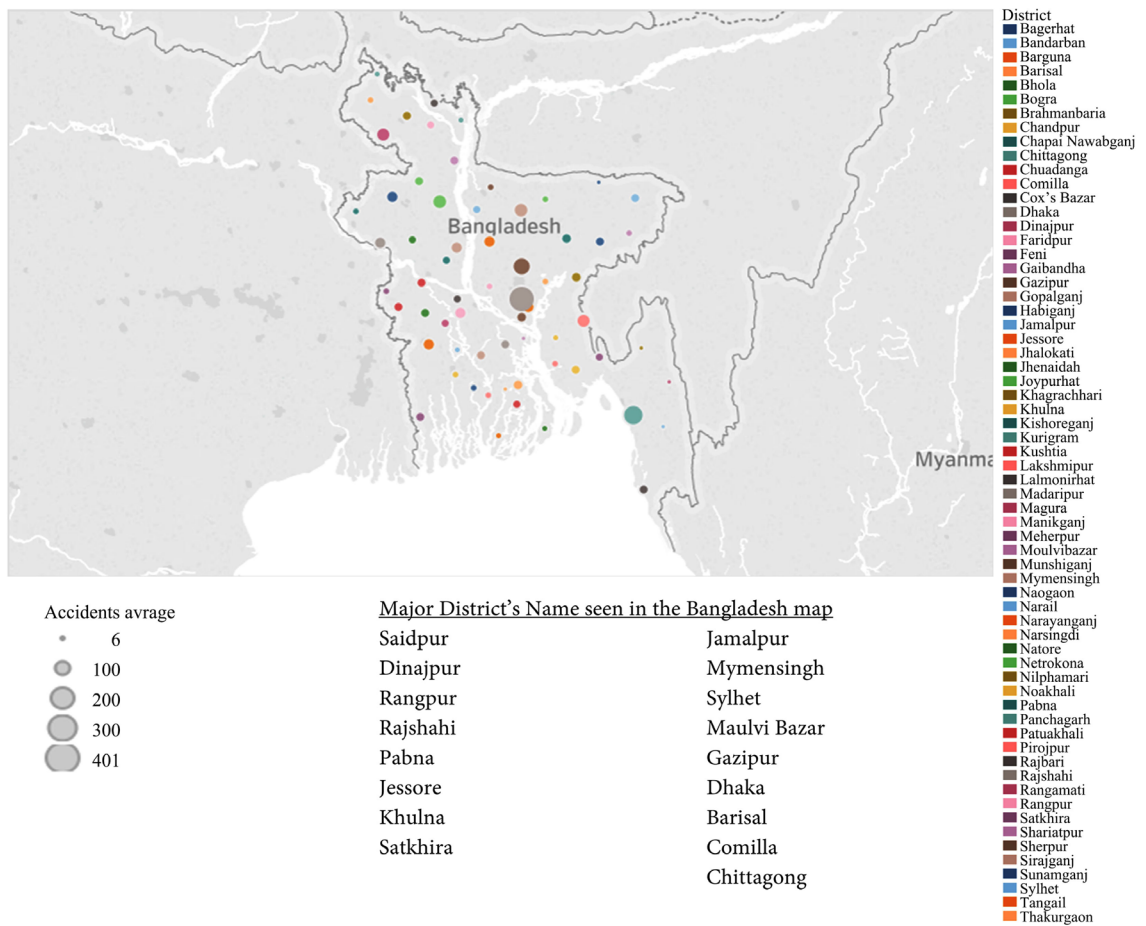 District
Bagerhat
Bandarban
Barguna
Barisal
Bhola
Bogra
Brahmanbaria
Chandpur
Chapai Nawabganj
Chittagong
Chuadanga
Comilla
Cox's Bazar
Dhaka
Dinajpur
Faridpur
Feni
Gaibandha
Gazipur
Gopalganj
Habiganj
Jamalpur
Jessore
Jhalokati
Jhenaidah
Joypurhat
Khagrachhari
Khulna
Kishoreganj
Kurigram
Kushtia
Lakshmipur
Lalmonirhat
Madaripur
Magura
Manikganj
Meherpur
Moulvibazar
Munshiganj
Mymensingh
Naogaon
Narail
Narayanganj
Narsingdi
Natore
Netrokona
Nilphamari
Noakhali
Pabna
Panchagarh
Patuakhali
Pirojpur
Rajbari
Rajshahi
Rangamati
Rangpur
Satkhira
Shariatpur
Sherpur
Sirajganj
Sunamganj
Sylhet
Tangail
Thakurgaon
Bangladesh
Myanma
Accidents avrage
6
100
200
300
401
Major District's Name seen in the Bangladesh map
Saidpur
Dinajpur
Rangpur
Rajshahi
Pabna
Jessore
Khulna
Satkhira
Jamalpur
Mymensingh
Sylhet
Maulvi Bazar
Gazipur
Dhaka
Barisal
Comilla
Chittagong